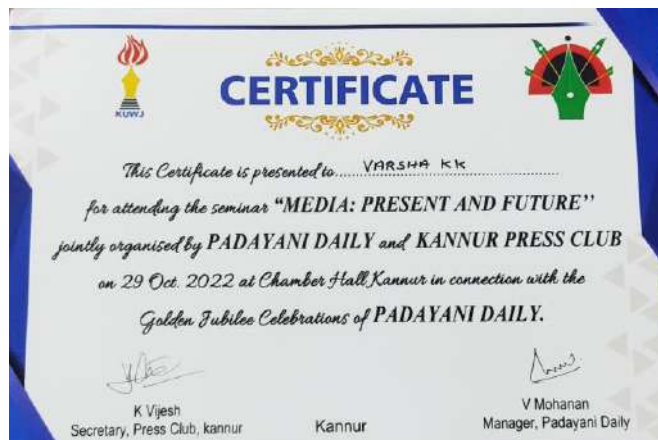 KUWJ
CERTIFICATE
This Certificate is presented to..... VARSHA KK
for attending the seminar "MEDIA: PRESENT AND FUTURE''
jointly organised by PADAYANI DAILY and KANNUR PRESS CLUB
on 29 Oct. 2022 at Chamber Hall,Kannur in connection with the
Golden Jubilee Celebrations of PADAYANI DAILY.
K Vijesh
Secretary, Press Club, kannur
Kannur
V Mohanan
Manager, Padayani Daily